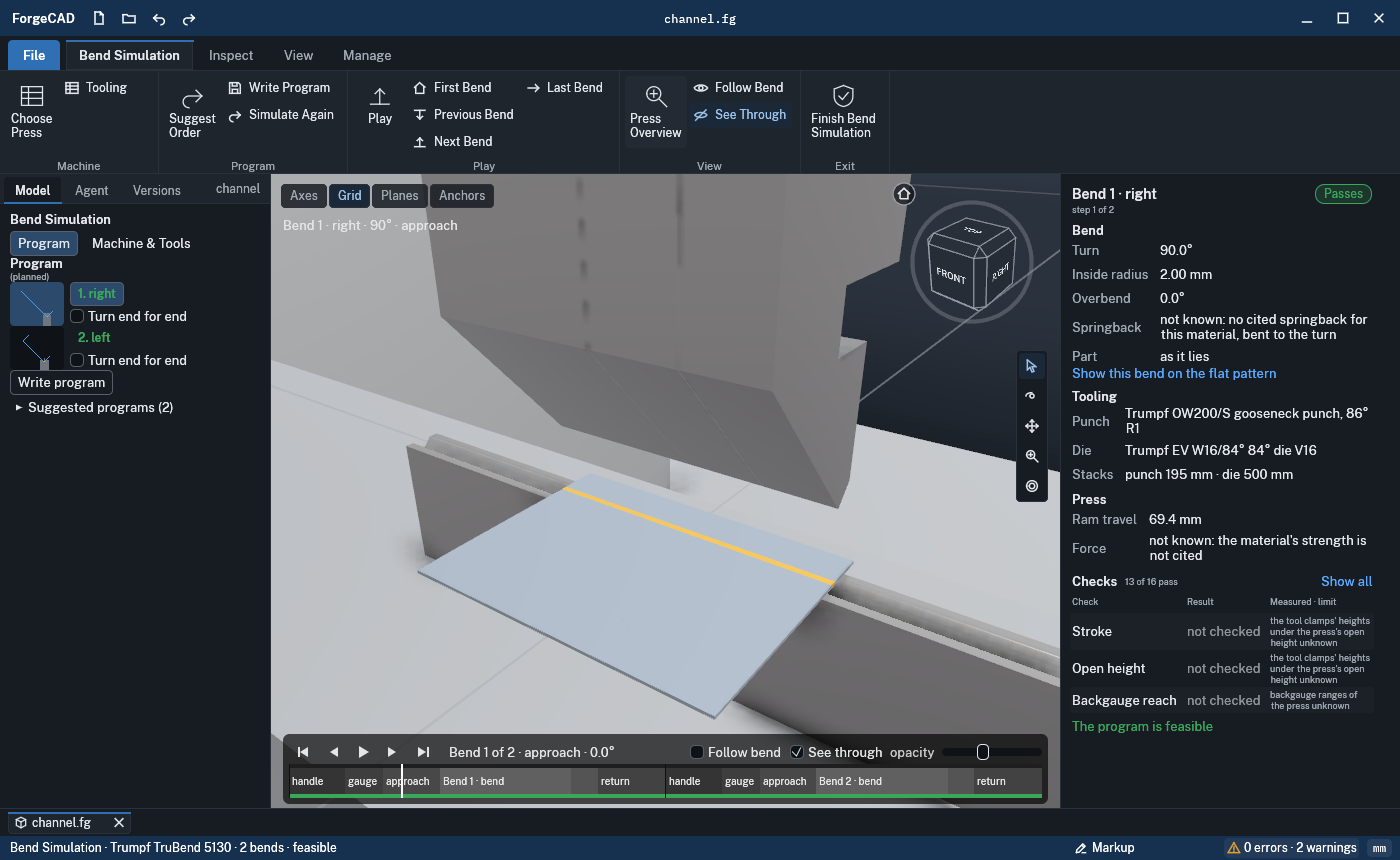 ForgeCAD
channel.fg
File
Bend Simulation
Inspect
View
Manage
Choose
Press
Tooling
Machine
Suggest
Order
Write Program
Simulate Again
Program
Play
First Bend
Previous Bend
Next Bend
Last Bend
Play
Press
Overview
Follow Bend
See Through
View
Finish Bend
Simulation
Exit
Model
Agent
Versions
channel
Bend Simulation
Program
Machine & Tools
Program
(planned)
1. right
Turn end for end
2. left
Turn end for end
Write program
Suggested programs (2)
Axes
Grid
Planes
Anchors
Bend 1 · right · 90° · approach
TOP
FRONT
RIGHT
Bend 1 of 2 · approach · 0.0°
Follow bend
See through
opacity
handle
gauge
approach
Bend 1 · bend
return
handle
gauge
approach
Bend 2 · bend
return
Bend 1 · right
Passes
step 1 of 2
Bend
Turn 90.0°
Inside radius 2.00 mm
Overbend 0.0°
Springback not known: no cited springback for
this material, bent to the turn
Part as it lies
Show this bend on the flat pattern
Tooling
Punch Trumpf OW200/S gooseneck punch, 86°
R1
Die Trumpf EV W16/84° 84° die V16
Stacks punch 195 mm · die 500 mm
Press
Ram travel 69.4 mm
Force not known: the material's strength is
not cited
Checks 13 of 16 pass Show all
Check Result Measured · limit
Stroke not checked the tool clamps' heights
under the press's open
height unknown
Open height not checked the tool clamps' heights
under the press's open
height unknown
Backgauge reach not checked backgauge ranges of
the press unknown
The program is feasible
channel.fg
Bend Simulation · Trumpf TruBend 5130 · 2 bends · feasible
Markup
0 errors · 2 warnings
mm